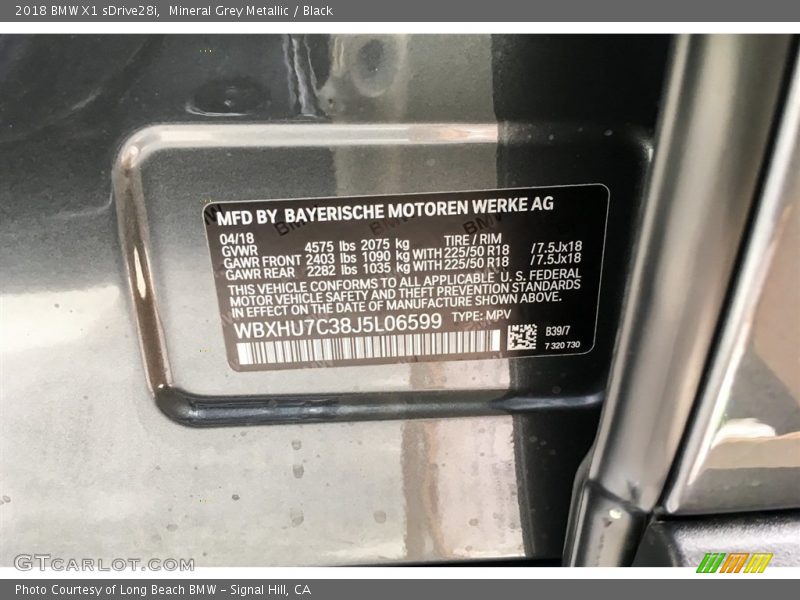 2018 BMW X1 sDrive28i,  Mineral Grey Metallic / Black
MFD BY BAYERISCHE MOTOREN WERKE AG
04/18
GVWR 4575 lbs 2075 kg TIRE / RIM
GAWR FRONT 2403 lbs 1090 kg WITH 225/50 R18 /7.5Jx18
GAWR REAR 2282 lbs 1035 kg WITH 225/50 R18 /7.5Jx18
THIS VEHICLE CONFORMS TO ALL APPLICABLE U.S. FEDERAL
MOTOR VEHICLE SAFETY AND THEFT PREVENTION STANDARDS
IN EFFECT ON THE DATE OF MANUFACTURE SHOWN ABOVE.
WBXHU7C38J5L06599 TYPE: MPV
B39/7
7 320 730
GTCARLOT.COM
Photo Courtesy of Long Beach BMW - Signal Hill, CA